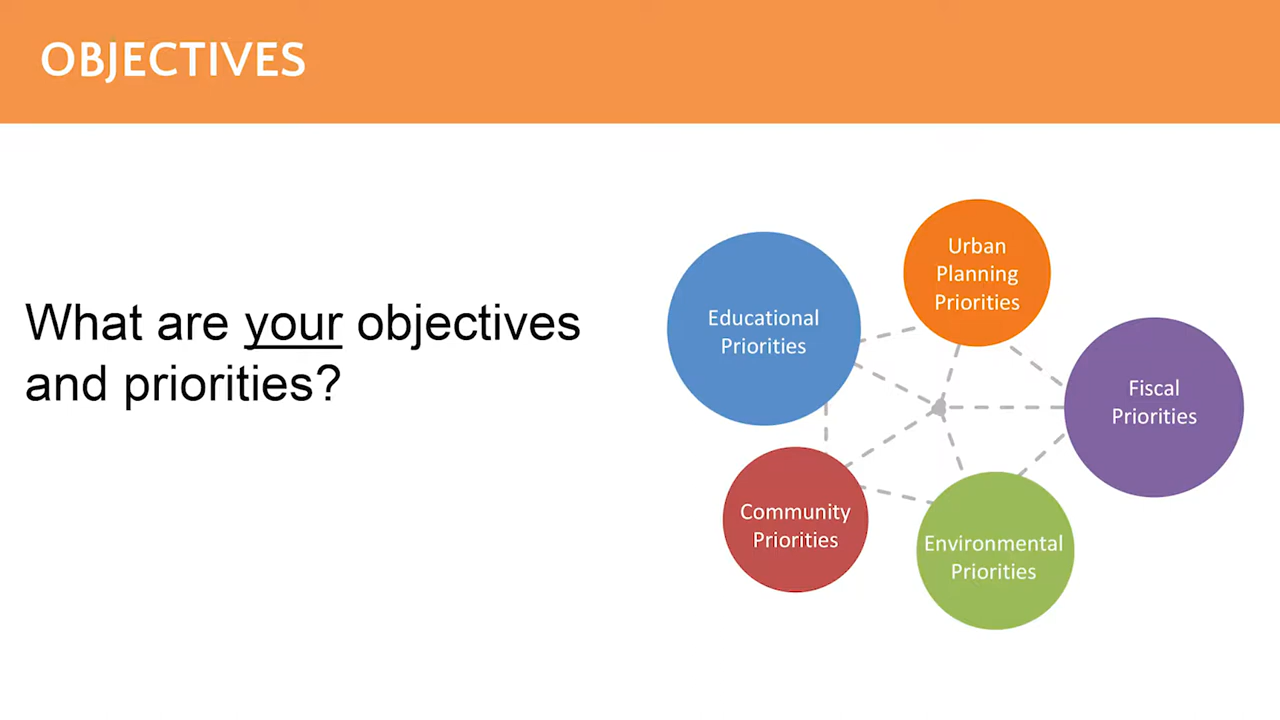 OBJECTIVES
What are your objectives
and priorities?
Educational
Priorities
Urban
Planning
Priorities
Fiscal
Priorities
Community
Priorities
Environmental
Priorities